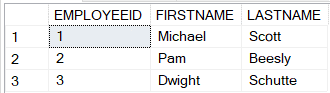 EMPLOYEEID FIRSTNAME LASTNAME
1 1 Michael Scott
2 2 Pam Beesly
3 3 Dwight Schutte